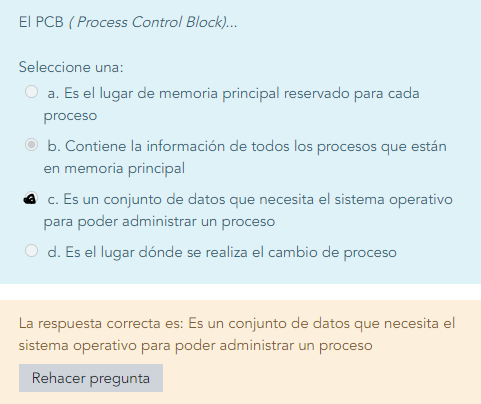 El PCB ( Process Control Block)...
Seleccione una:
a. Es el lugar de memoria principal reservado para cada
proceso
b. Contiene la información de todos los procesos que están
en memoria principal
c. Es un conjunto de datos que necesita el sistema operativo
para poder administrar un proceso
d. Es el lugar dónde se realiza el cambio de proceso
La respuesta correcta es: Es un conjunto de datos que necesita el
sistema operativo para poder administrar un proceso
Rehacer pregunta